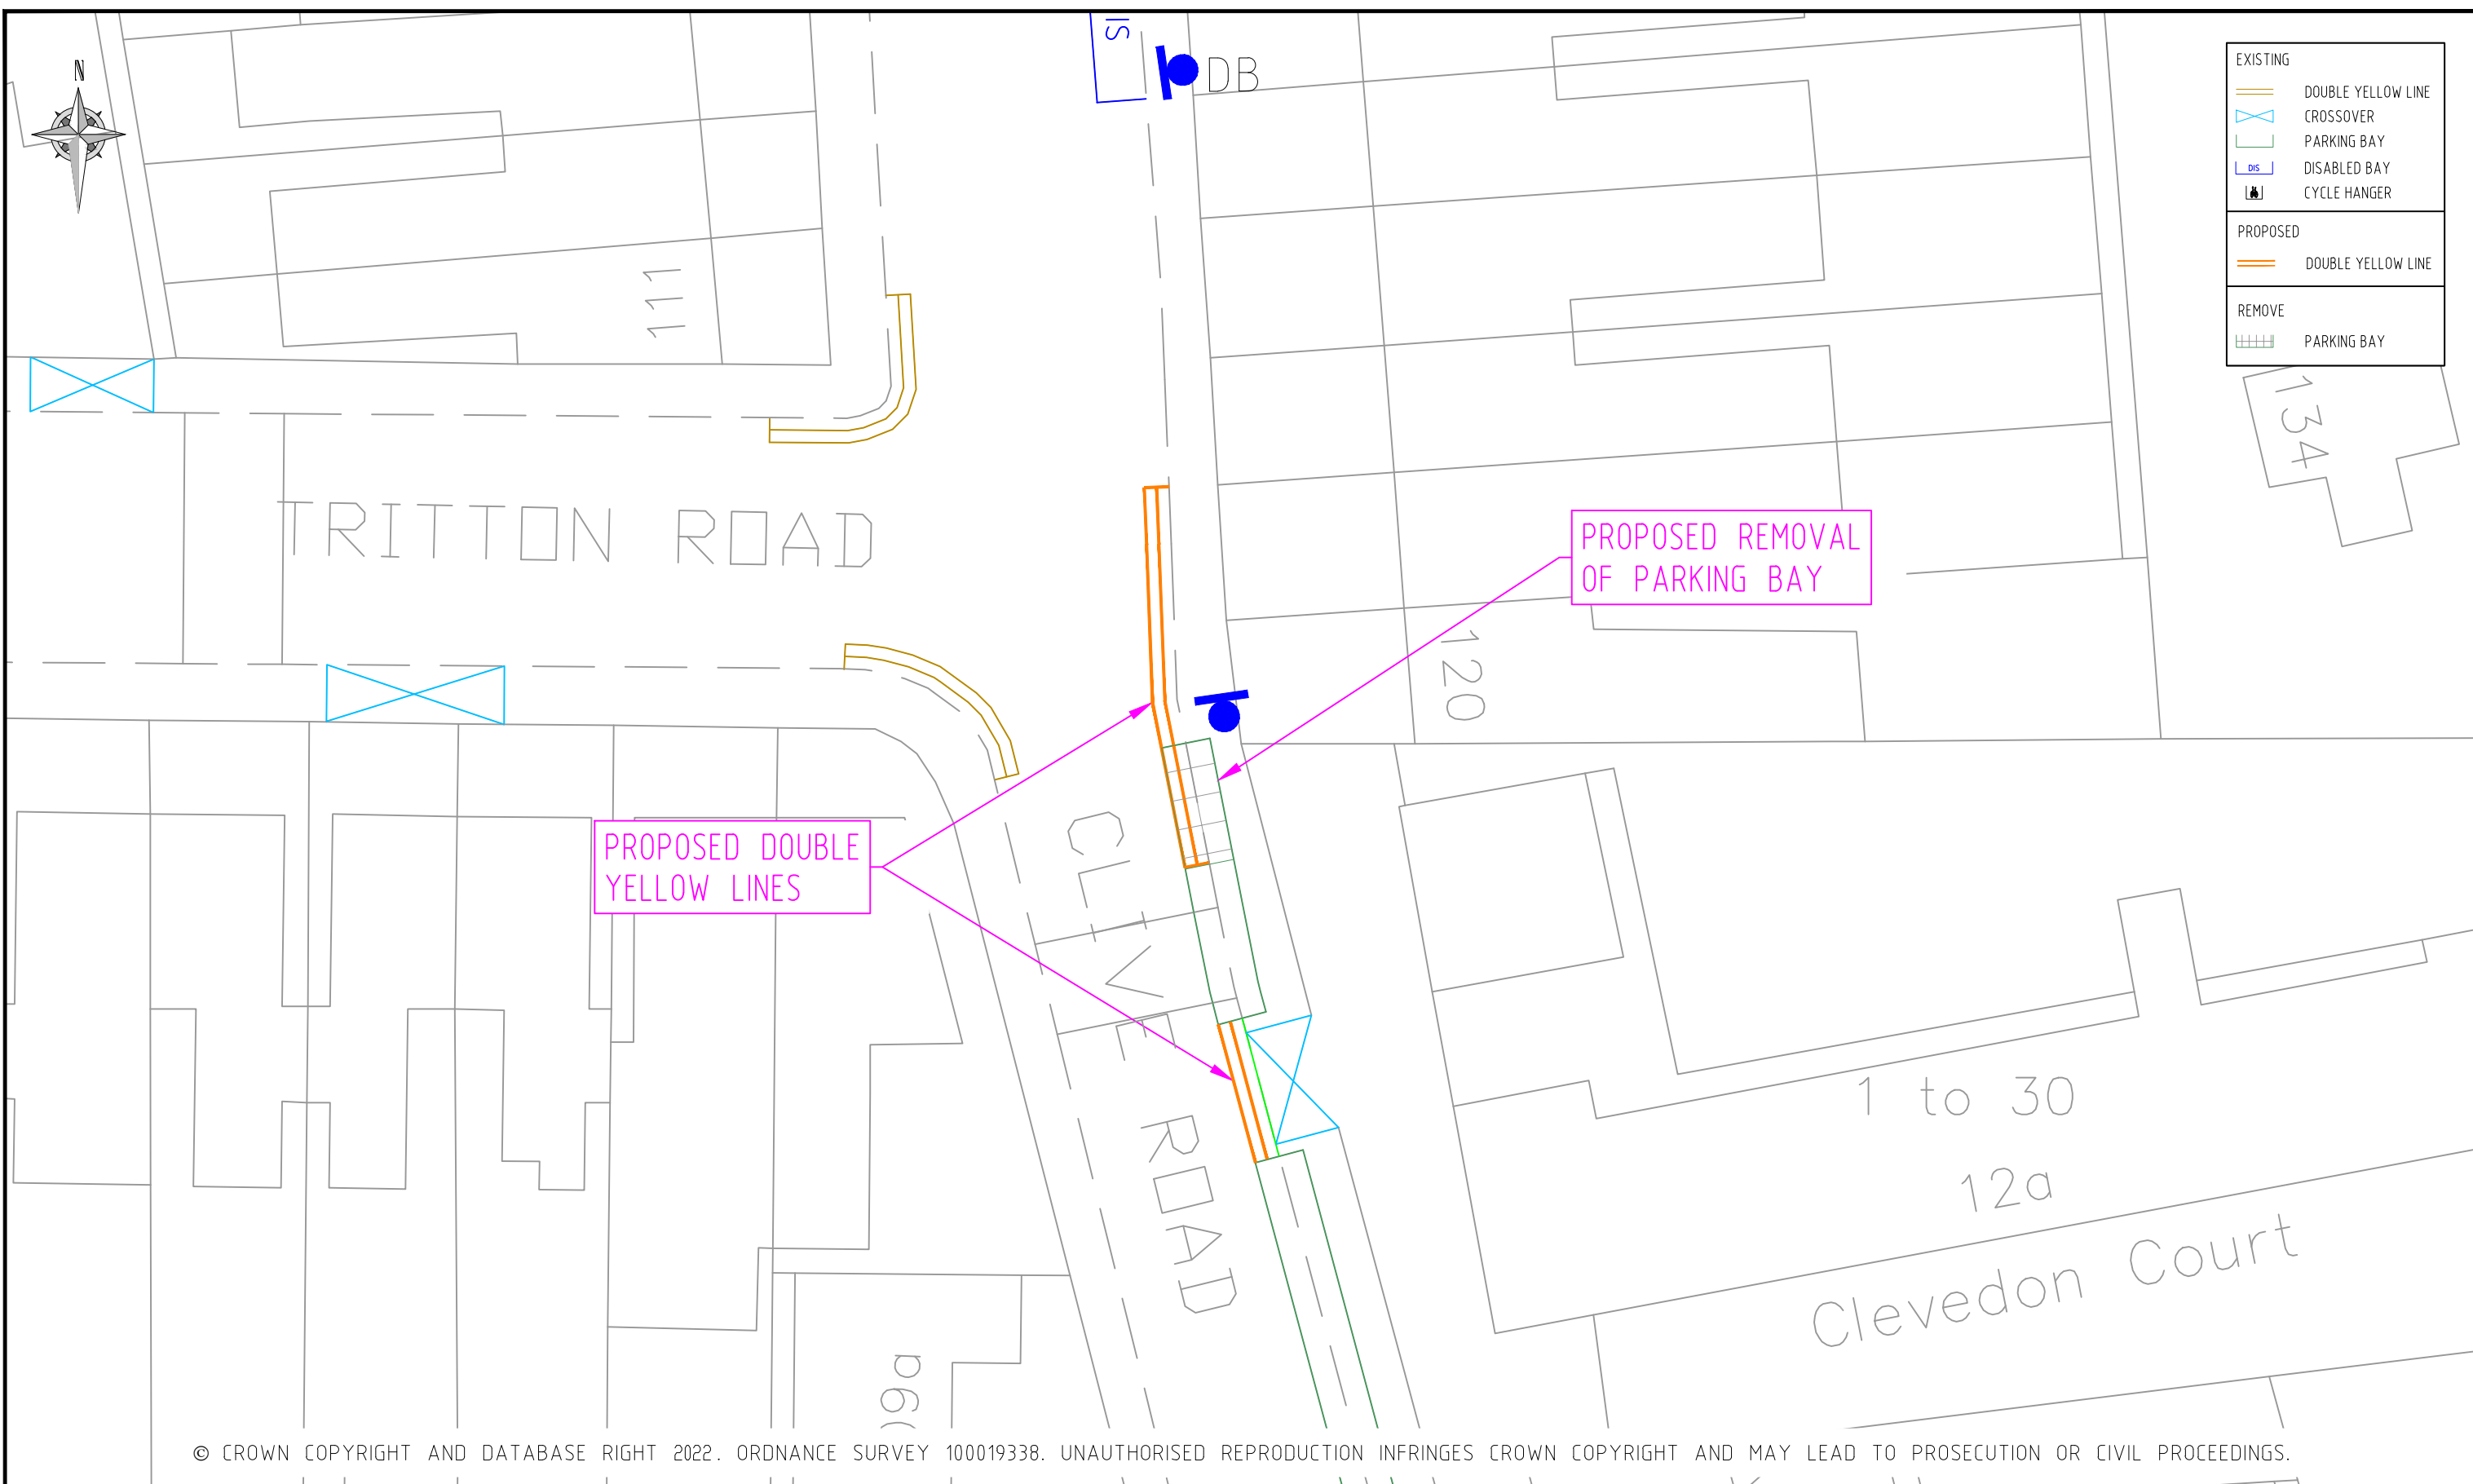 N
IS
DB
EXISTING
DOUBLE YELLOW LINE
CROSSOVER
PARKING BAY
DIS
DISABLED BAY
CYCLE HANGER
PROPOSED
DOUBLE YELLOW LINE
REMOVE
PARKING BAY
111
134
TRITTON ROAD
PROPOSED REMOVAL
OF PARKING BAY
120
PROPOSED DOUBLE
YELLOW LINES
CLIVE ROAD
1 to 30
12a
Clevedon Court
© CROWN COPYRIGHT AND DATABASE RIGHT 2022. ORDNANCE SURVEY 100019338. UNAUTHORISED REPRODUCTION INFRINGES CROWN COPYRIGHT AND MAY LEAD TO PROSECUTION OR CIVIL PROCEEDINGS.